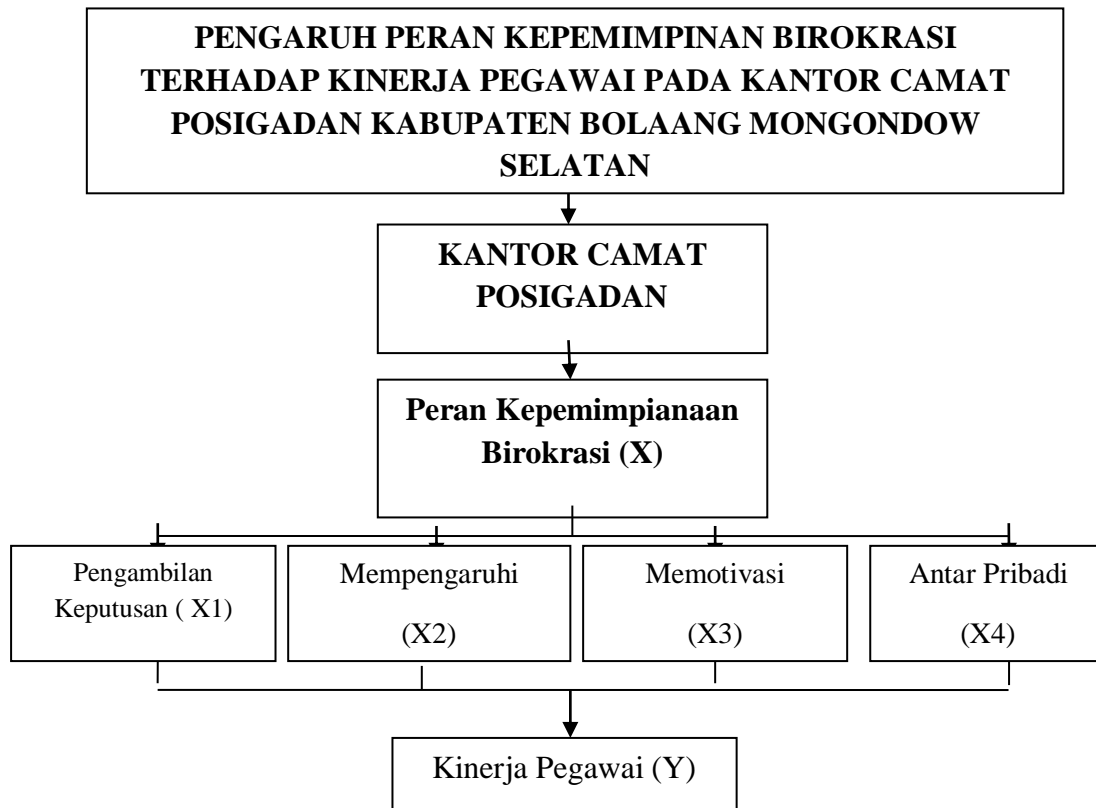 PENGARUH PERAN KEPEMIMPINAN BIROKRASI
TERHADAP KINERJA PEGAWAI PADA KANTOR CAMAT
POSIGADAN KABUPATEN BOLAANG MONGONDOW
SELATAN
KANTOR CAMAT
POSIGADAN
Peran Kepemimpianaan
Birokrasi (X)
Pengambilan
Keputusan ( X1)
Mempengaruhi
(X2)
Memotivasi
(X3)
Antar Pribadi
(X4)
Kinerja Pegawai (Y)